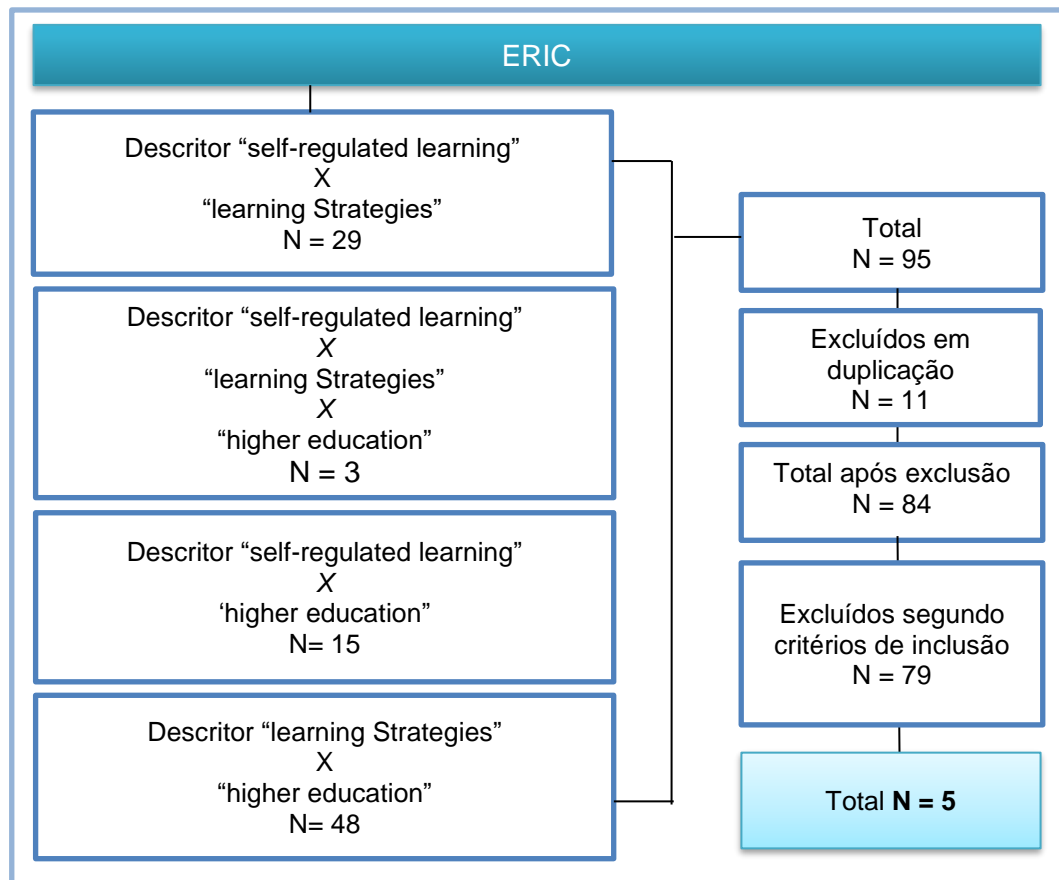 ERIC
Descritor “self-regulated learning”
X
“learning Strategies”
N = 29
Descritor “self-regulated learning”
X
“learning Strategies”
X
“higher education”
N = 3
Descritor “self-regulated learning”
X
‘higher education”
N= 15
Descritor “learning Strategies”
X
“higher education”
N= 48
Total
N = 95
Excluídos em
duplicação
N = 11
Total após exclusão
N = 84
Excluídos segundo
critérios de inclusão
N = 79
Total N = 5